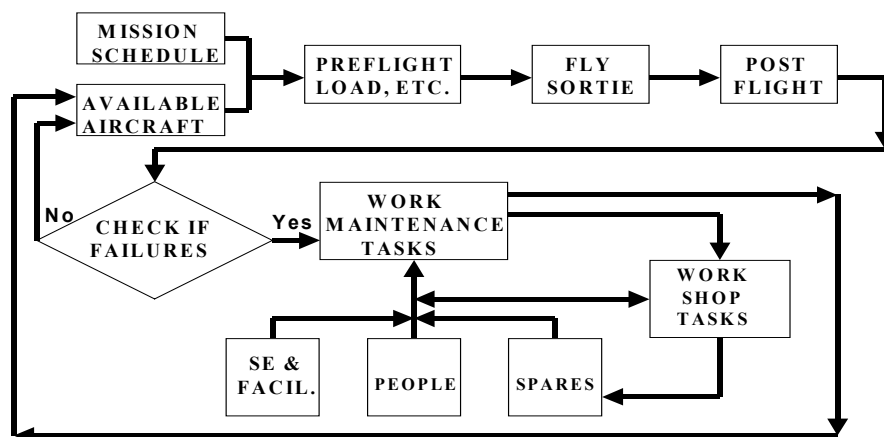 MISSION
SCHEDULE
PREFLIGHT
LOAD, ETC.
FLY
SORTIE
POST
FLIGHT
AVAILABLE
AIRCRAFT
No
CHECK IF
FAILURES
Yes
WORK
MAINTENANCE
TASKS
WORK
SHOP
TASKS
SE &
FACIL.
PEOPLE
SPARES